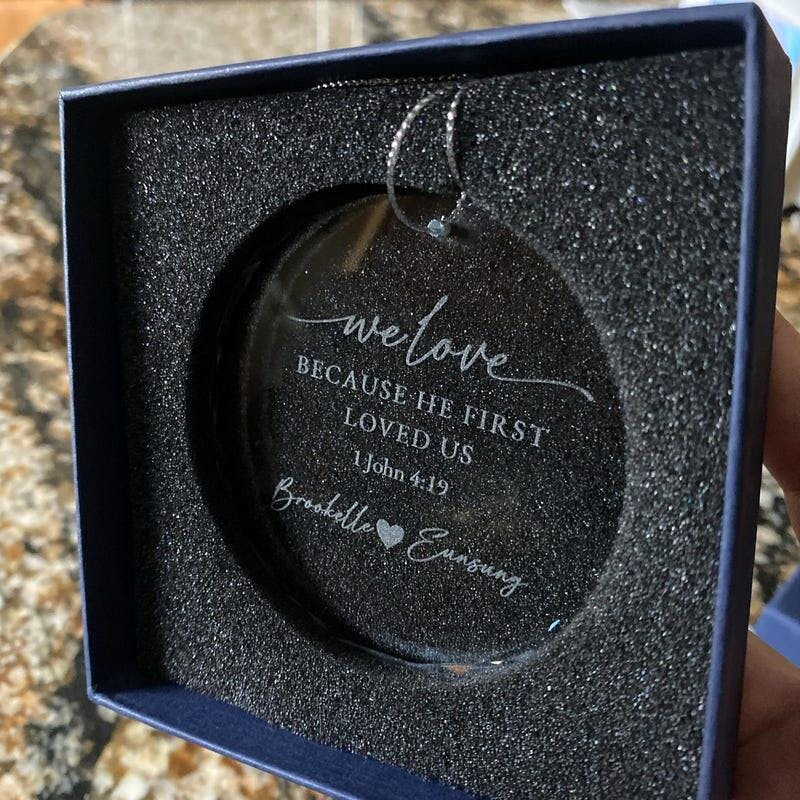 we love
BECAUSE HE FIRST
LOVED US
1 John 4:19
Brookelle Eunsung